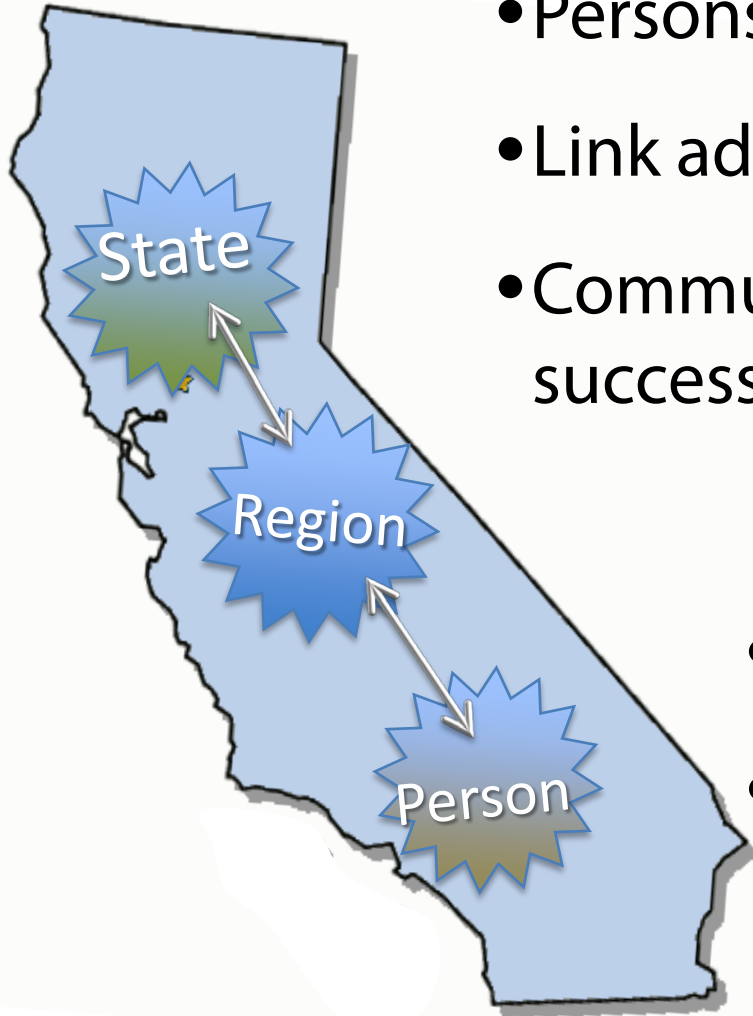 •Persons
•Link ad
•Commu
success
State
Region
Person